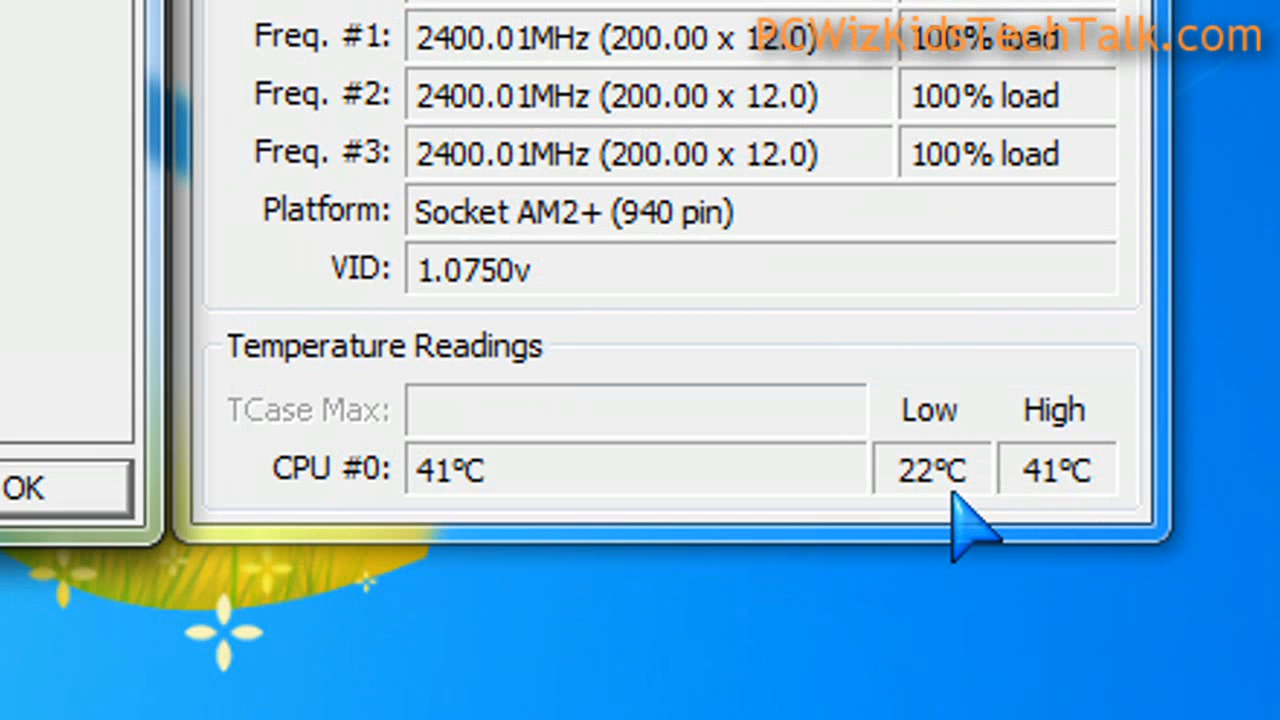 PCWizKidsTechTalk.com
Freq. #1: 2400.01MHz (200.00 x 12.0) 100% load
Freq. #2: 2400.01MHz (200.00 x 12.0) 100% load
Freq. #3: 2400.01MHz (200.00 x 12.0) 100% load
Platform: Socket AM2+ (940 pin)
VID: 1.0750v
Temperature Readings
TCase Max: Low High
CPU #0: 41°C 22°C 41°C
OK